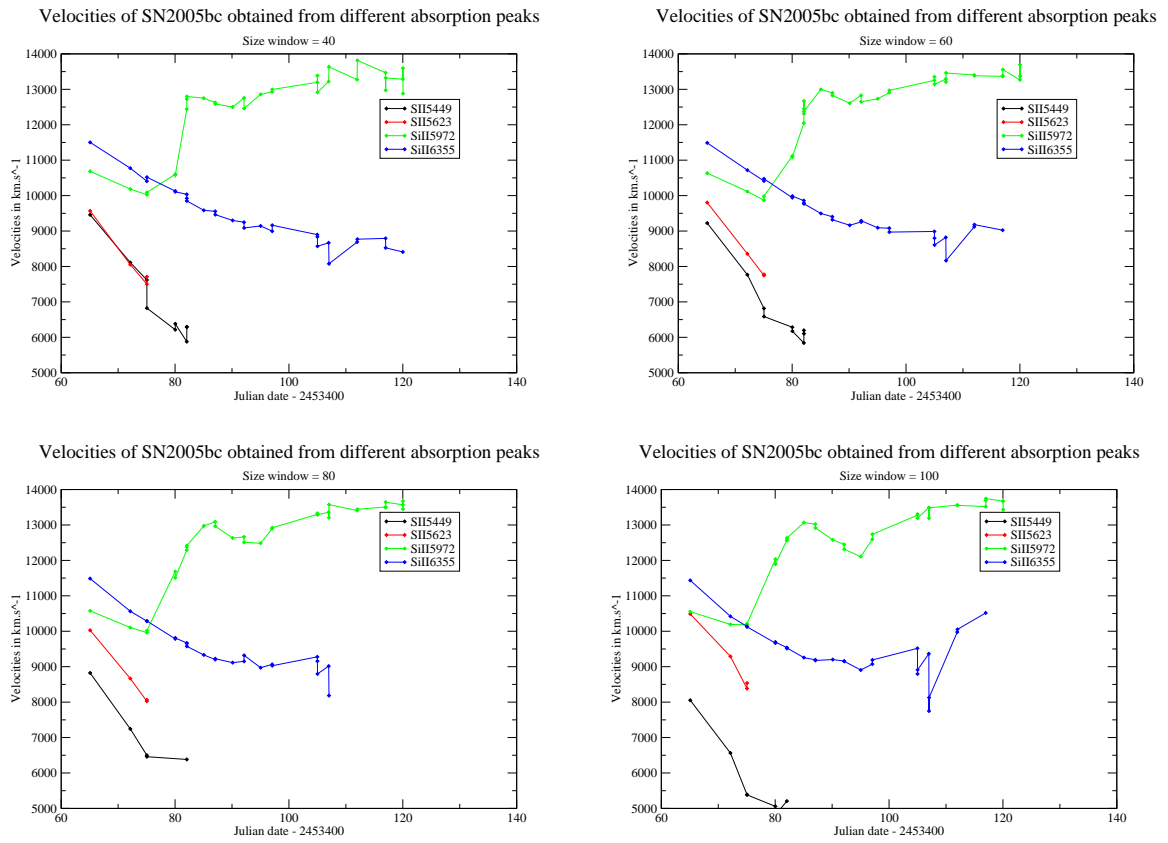 Velocities of SN2005bc obtained from different absorption peaks
Size window = 40
14000
13000
12000
11000
10000
9000
8000
7000
6000
5000
Velocities in km.s^-1
SII5449
SII5623
SiII5972
SiII6355
60 80 100 120 140
Julian date - 2453400
Velocities of SN2005bc obtained from different absorption peaks
Size window = 60
14000
13000
12000
11000
10000
9000
8000
7000
6000
5000
Velocities in km.s^-1
SII5449
SII5623
SiII5972
SiII6355
60 80 100 120 140
Julian date - 2453400
Velocities of SN2005bc obtained from different absorption peaks
Size window = 80
14000
13000
12000
11000
10000
9000
8000
7000
6000
5000
Velocities in km.s^-1
SII5449
SII5623
SiII5972
SiII6355
60 80 100 120 140
Julian date - 2453400
Velocities of SN2005bc obtained from different absorption peaks
Size window = 100
14000
13000
12000
11000
10000
9000
8000
7000
6000
5000
Velocities in km.s^-1
SII5449
SII5623
SiII5972
SiII6355
60 80 100 120 140
Julian date - 2453400